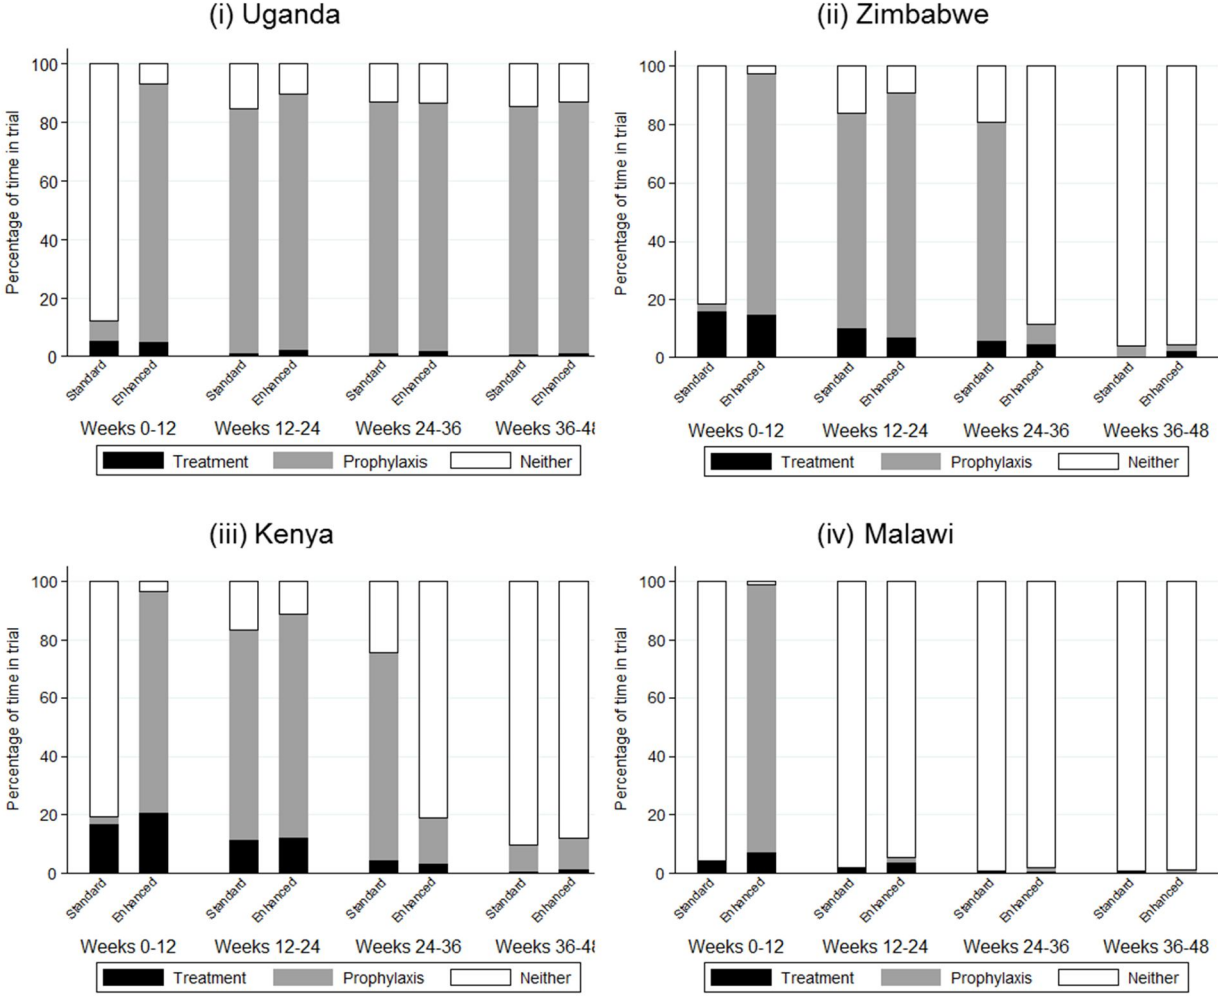 (i) Uganda
Percentage of time in trial
100
80
60
40
20
0
Standard Enhanced Standard Enhanced Standard Enhanced Standard Enhanced
Weeks 0-12 Weeks 12-24 Weeks 24-36 Weeks 36-48
Treatment Prophylaxis Neither
(ii) Zimbabwe
Percentage of time in trial
100
80
60
40
20
0
Standard Enhanced Standard Enhanced Standard Enhanced Standard Enhanced
Weeks 0-12 Weeks 12-24 Weeks 24-36 Weeks 36-48
Treatment Prophylaxis Neither
(iii) Kenya
Percentage of time in trial
100
80
60
40
20
0
Standard Enhanced Standard Enhanced Standard Enhanced Standard Enhanced
Weeks 0-12 Weeks 12-24 Weeks 24-36 Weeks 36-48
Treatment Prophylaxis Neither
(iv) Malawi
Percentage of time in trial
100
80
60
40
20
0
Standard Enhanced Standard Enhanced Standard Enhanced Standard Enhanced
Weeks 0-12 Weeks 12-24 Weeks 24-36 Weeks 36-48
Treatment Prophylaxis Neither